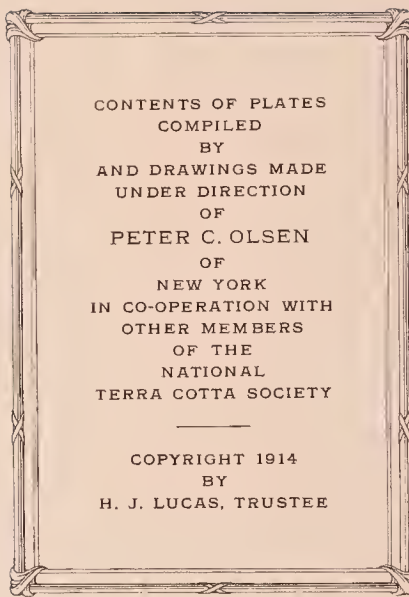 CONTENTS OF PLATES
COMPILED
BY
AND DRAWINGS MADE
UNDER DIRECTION
OF
PETER C. OLSEN
OF
NEW YORK
IN CO-OPERATION WITH
OTHER MEMBERS
OF THE
NATIONAL
TERRA COTTA SOCIETY
COPYRIGHT 1914
BY
H. J. LUCAS, TRUSTEE